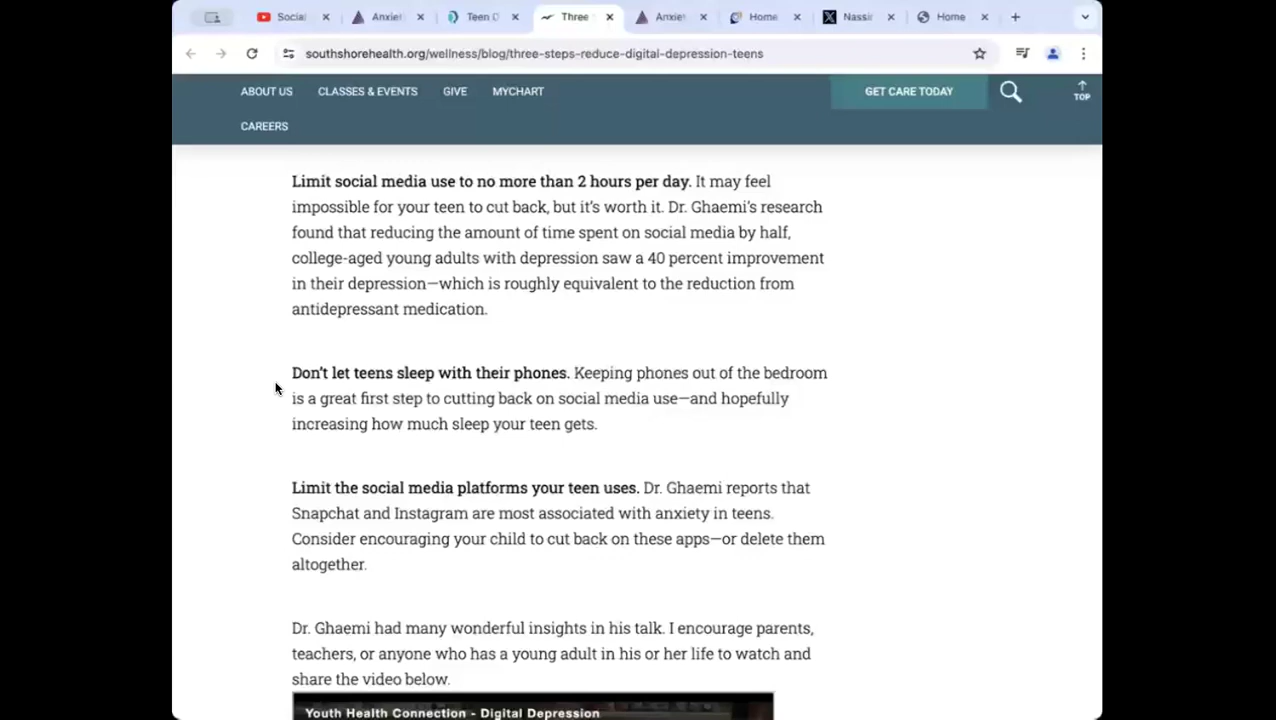 Social
Anxiet
Teen D
Three
Anxiet
Home
Nassir
Home
southshorehealth.org/wellness/blog/three-steps-reduce-digital-depression-teens
ABOUT US CLASSES & EVENTS GIVE MYCHART
GET CARE TODAY
TOP
CAREERS
Limit social media use to no more than 2 hours per day. It may feel
impossible for your teen to cut back, but it’s worth it. Dr. Ghaemi’s research
found that reducing the amount of time spent on social media by half,
college-aged young adults with depression saw a 40 percent improvement
in their depression—which is roughly equivalent to the reduction from
antidepressant medication.
Don’t let teens sleep with their phones. Keeping phones out of the bedroom
is a great first step to cutting back on social media use—and hopefully
increasing how much sleep your teen gets.
Limit the social media platforms your teen uses. Dr. Ghaemi reports that
Snapchat and Instagram are most associated with anxiety in teens.
Consider encouraging your child to cut back on these apps—or delete them
altogether.
Dr. Ghaemi had many wonderful insights in his talk. I encourage parents,
teachers, or anyone who has a young adult in his or her life to watch and
share the video below.
Youth Health Connection - Digital Depression